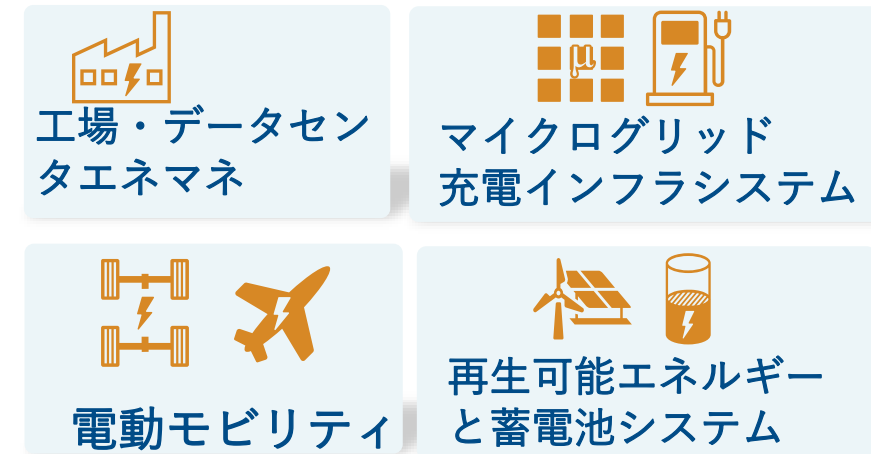 工場・データセン
タエネマネ
μ
マイクログリッド
充電インフラシステム
電動モビリティ
再生可能エネルギー
と蓄電池システム